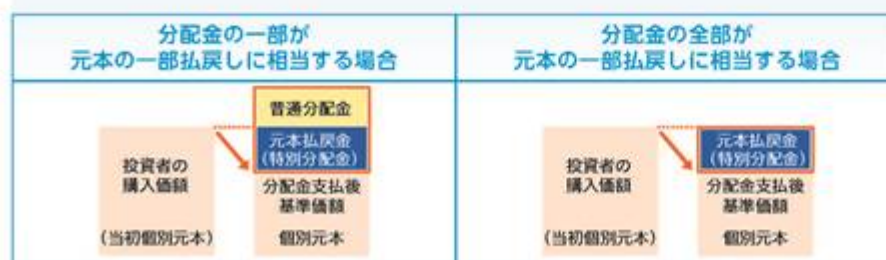 分配金の一部が
元本の一部払戻しに相当する場合
普通分配金
元本払戻金
(特別分配金)
投資者の
購入価額
(当初個別元本)
分配金支払後
基準価額
個別元本
分配金の全部が
元本の一部払戻しに相当する場合
元本払戻金
(特別分配金)
投資者の
購入価額
(当初個別元本)
分配金支払後
基準価額
個別元本